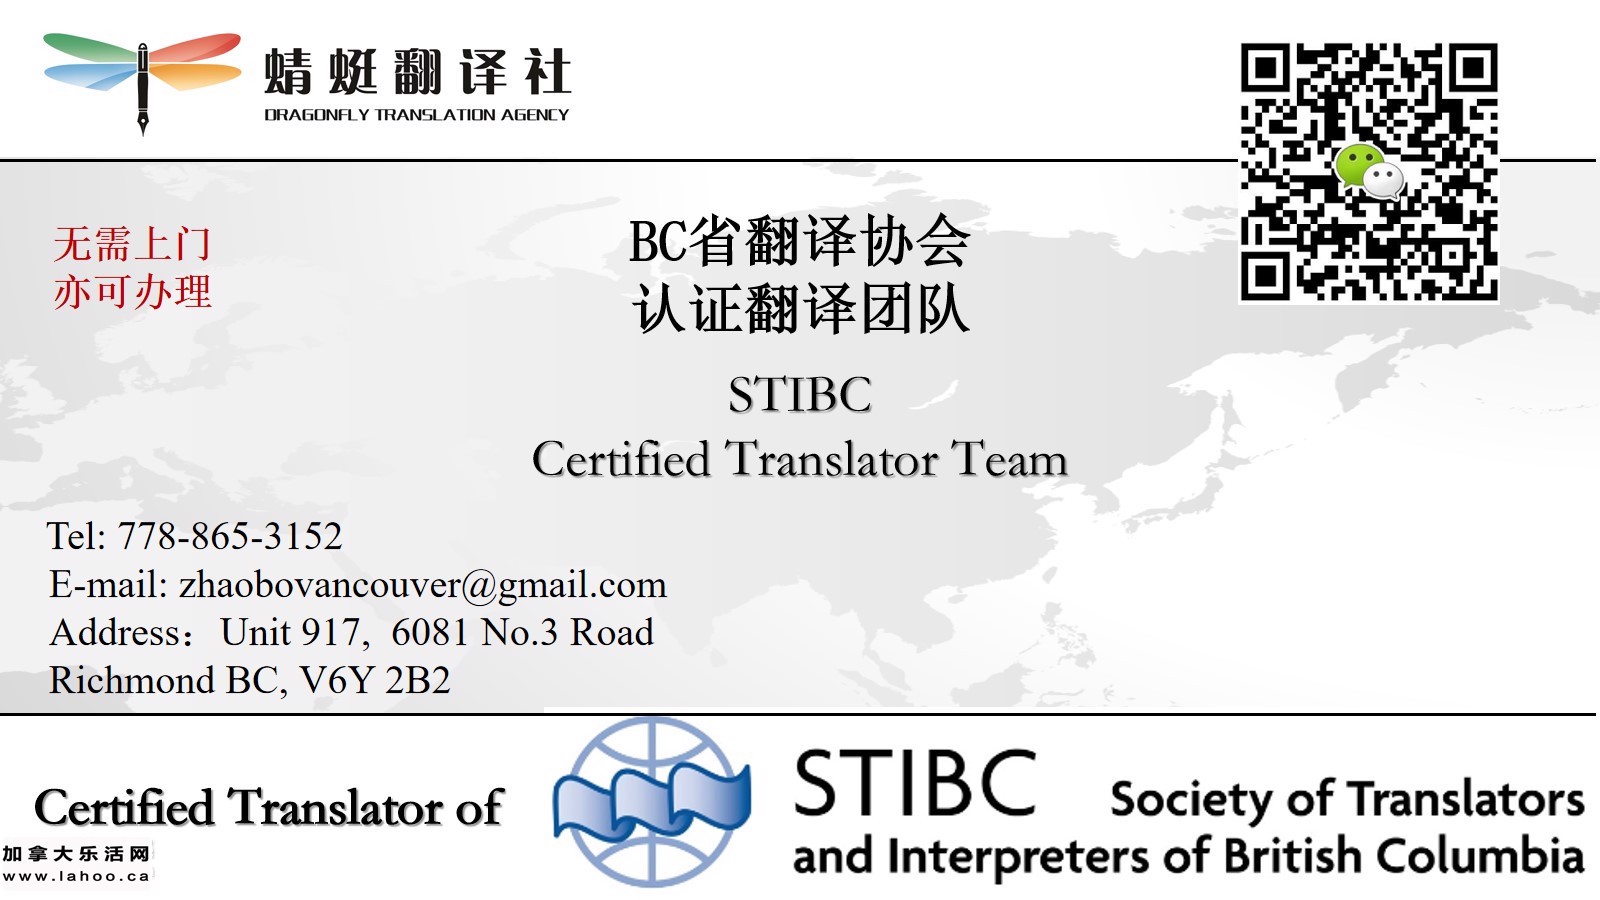 蜻蜓翻译社
DRAGONFLY TRANSLATION AGENCY
无需上门
亦可办理
BC省翻译协会
认证翻译团队
STIBC
Certified Translator Team
Tel: 778-865-3152
E-mail: zhaobovancouver@gmail.com
Address：Unit 917, 6081 No.3 Road
Richmond BC, V6Y 2B2
Certified Translator of
STIBC Society of Translators
and Interpreters of British Columbia
加拿大乐活网
www.lahoo.ca